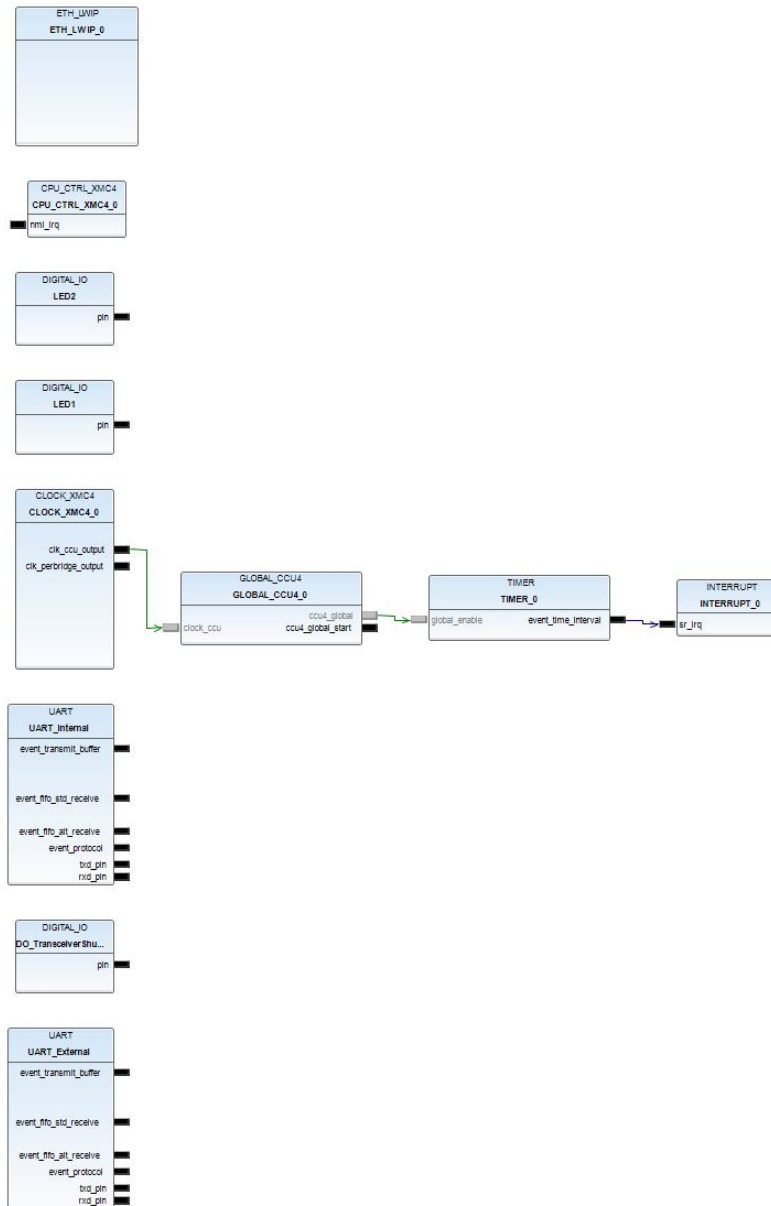 ETH_LWIP
ETH_LWIP_0
CPU_CTRL_XMC4
CPU_CTRL_XMC4_0
nmi_irq
DIGITAL_IO
LED2
pin
DIGITAL_IO
LED1
pin
CLOCK_XMC4
CLOCK_XMC4_0
clk_ccu_output
clk_perbridge_output
GLOBAL_CCU4
GLOBAL_CCU4_0
ccu4_global
clock_ccu
ccu4_global_start
TIMER
TIMER_0
global_enable
event_time_interval
INTERRUPT
INTERRUPT_0
sr_irq
UART
UART_Internal
event_transmit_buffer
event_fifo_std_receive
event_fifo_alt_receive
event_protocol
txd_pin
rxd_pin
DIGITAL_IO
DO_TransceiverShu...
pin
UART
UART_External
event_transmit_buffer
event_fifo_std_receive
event_fifo_alt_receive
event_protocol
txd_pin
rxd_pin